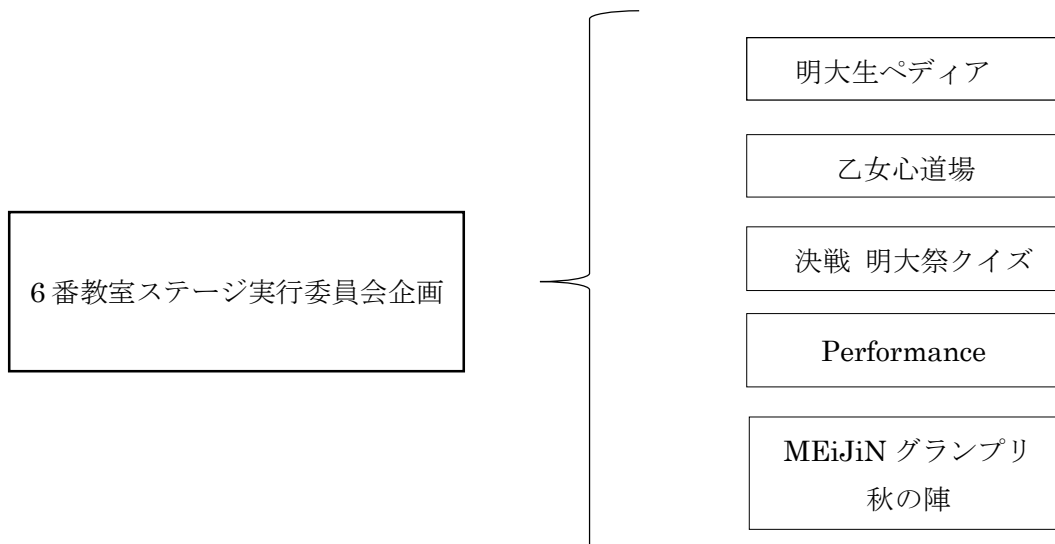 6番教室ステージ実行委員会企画
明大生ペディア
乙女心道場
決戦 明大祭クイズ
Performance
MEiJiN グランプリ
秋の陣